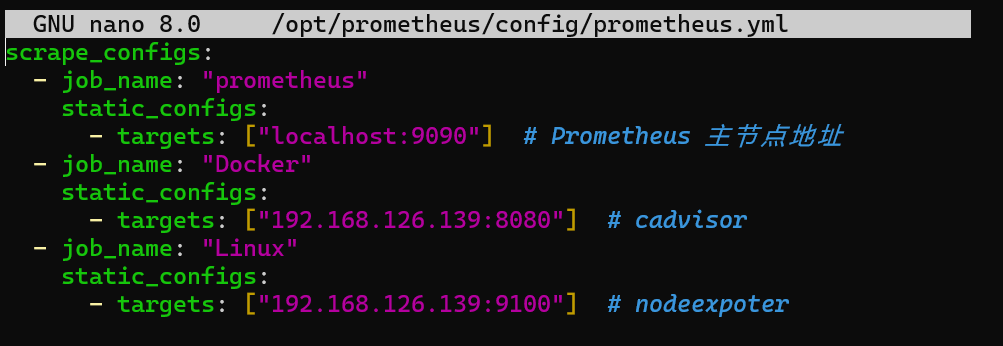 GNU nano 8.0     /opt/prometheus/config/prometheus.yml
scrape_configs:
  - job_name: "prometheus"
    static_configs:
      - targets: ["localhost:9090"]  # Prometheus 主节点地址
  - job_name: "Docker"
    static_configs:
      - targets: ["192.168.126.139:8080"]  # cadvisor
  - job_name: "Linux"
    static_configs:
      - targets: ["192.168.126.139:9100"]  # nodeexpoter